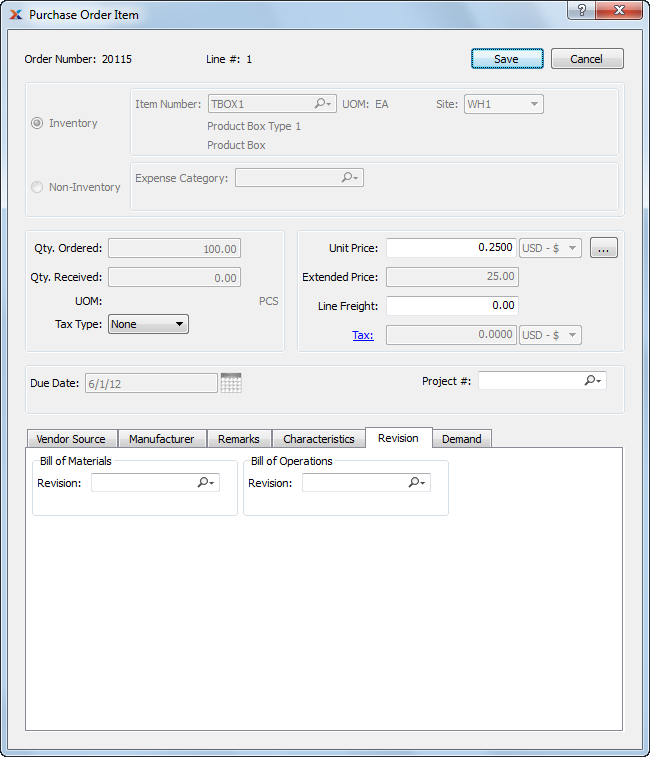 Purchase Order Item
?
Order Number: 20115 Line #: 1 Save Cancel
Item Number: TBOX1 UOM: EA Site: WH1
Inventory
Product Box Type 1
Product Box
Non-Inventory
Expense Category:
Qty. Ordered: 100.00
Qty. Received: 0.00
UOM: PCS
Tax Type: None
Unit Price: 0.2500 USD - $ ...
Extended Price: 25.00
Line Freight: 0.00
Tax: 0.0000 USD - $
Due Date: 6/1/12
Project #:
Vendor Source Manufacturer Remarks Characteristics Revision Demand
Bill of Materials
Revision:
Bill of Operations
Revision: